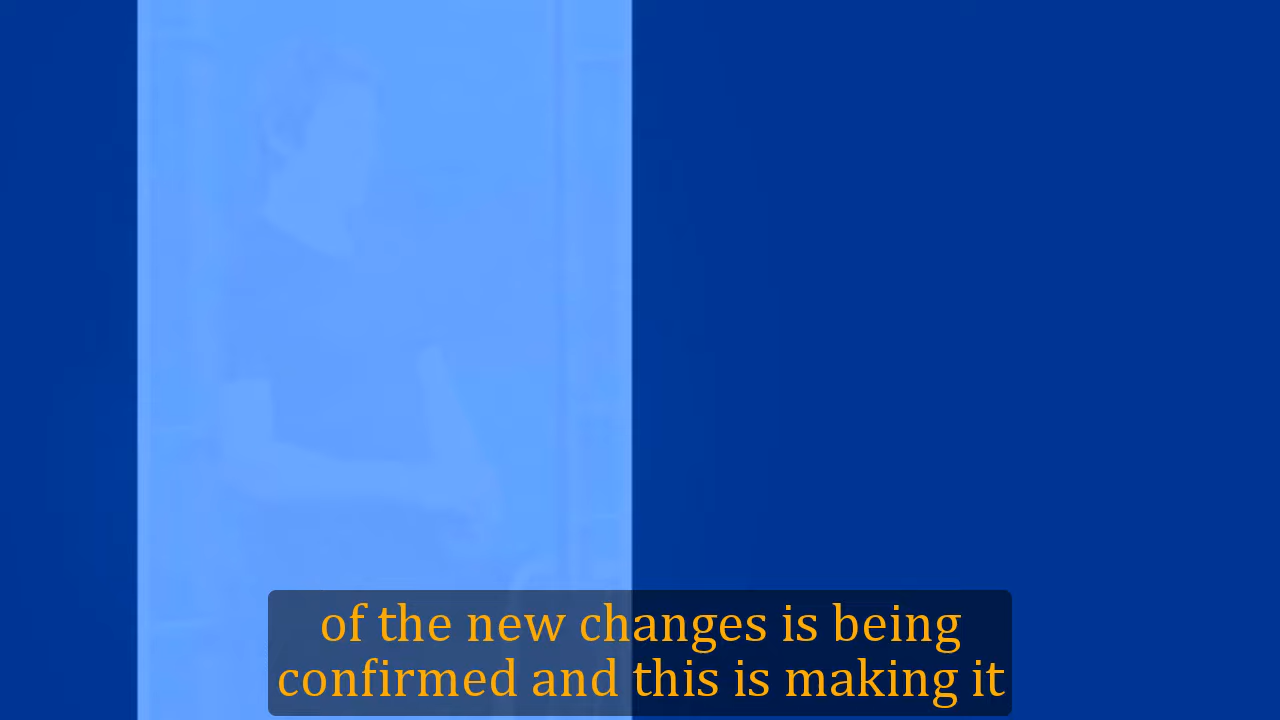 of the new changes is being
confirmed and this is making it